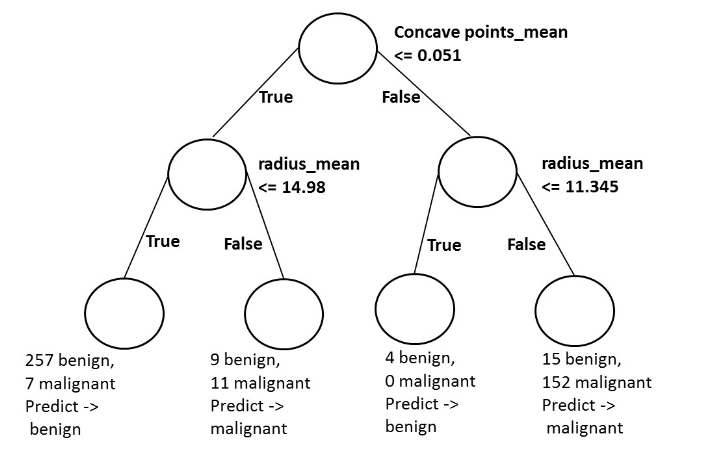 Concave points_mean
<= 0.051
True
False
radius_mean
<= 14.98
radius_mean
<= 11.345
True
False
True
False
257 benign,
7 malignant
Predict ->
benign
9 benign,
11 malignant
Predict ->
malignant
4 benign,
0 malignant
Predict ->
benign
15 benign,
152 malignant
Predict ->
malignant